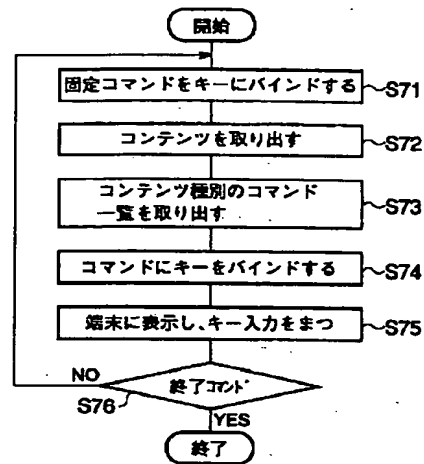 開始
固定コマンドをキーにバインドする
S71
コンテンツを取り出す
S72
コンテンツ種別のコマンド
一覧を取り出す
S73
コマンドにキーをバインドする
S74
端末に表示し、キー入力をまつ
S75
NO
終了コマンド
S76
YES
終了